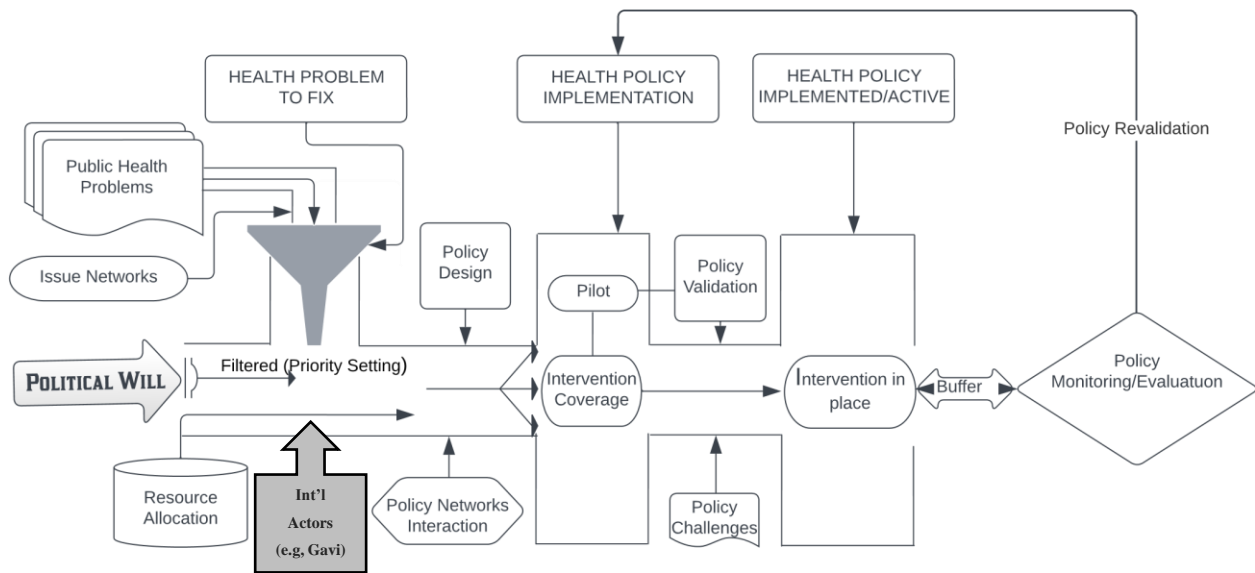 HEALTH PROBLEM
TO FIX
HEALTH POLICY
IMPLEMENTATION
HEALTH POLICY
IMPLEMENTED/ACTIVE
Policy Revalidation
Public Health
Problems
Issue Networks
Policy
Design
Pilot
Policy
Validation
POLITICAL WILL
Filtered (Priority Setting)
Intervention
Coverage
Intervention in
place
Buffer
Policy
Monitoring/Evaluatuon
Resource
Allocation
Int'l
Actors
(e.g, Gavi)
Policy Networks
Interaction
Policy
Challenges